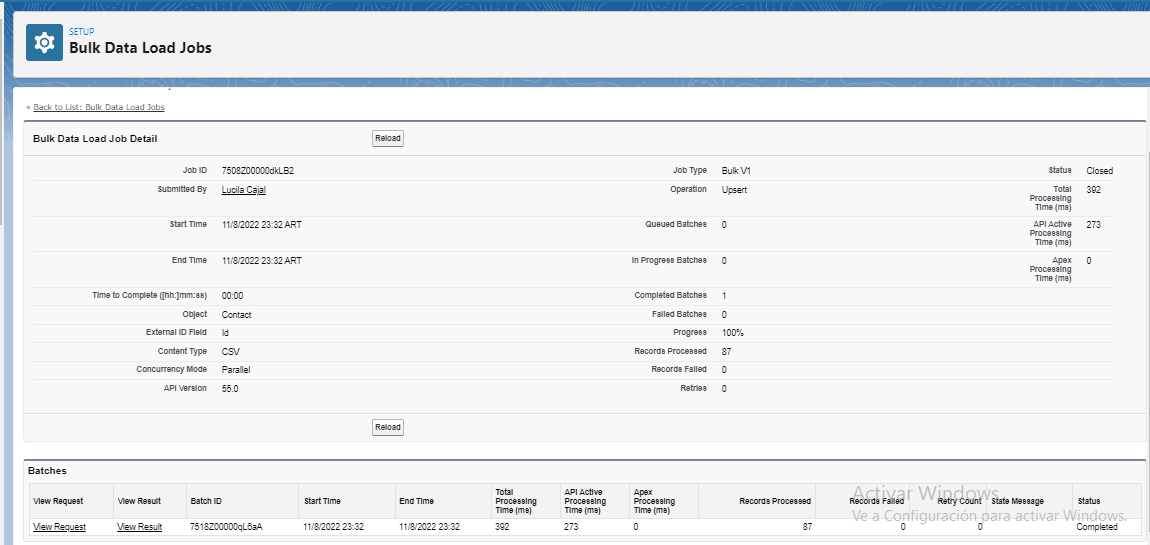 SETUP
Bulk Data Load Jobs
« Back to List: Bulk Data Load Jobs
Bulk Data Load Job Detail
Reload
Job ID 7508Z00000dkLB2 Job Type Bulk V1 Status Closed
Submitted By Lucila Cajal Operation Upsert Total Processing Time (ms) 392
Start Time 11/8/2022 23:32 ART Queued Batches 0 API Active Processing Time (ms) 273
End Time 11/8/2022 23:32 ART In Progress Batches 0 Apex Processing Time (ms) 0
Time to Complete ([hh:]mm:ss) 00:00 Completed Batches 1
Object Contact Failed Batches 0
External ID Field Id Progress 100%
Content Type CSV Records Processed 87
Concurrency Mode Parallel Records Failed 0
API Version 55.0 Retries 0
Reload
Batches
View Request View Result Batch ID Start Time End Time Total Processing Time (ms) API Active Processing Time (ms) Apex Processing Time (ms) Records Processed Records Failed Retry Count State Message Status
View Request View Result 7518Z00000qL6aA 11/8/2022 23:32 11/8/2022 23:32 392 273 0 87 0 0 Completed
Activar Windows
Ve a Configuración para activar Windows.